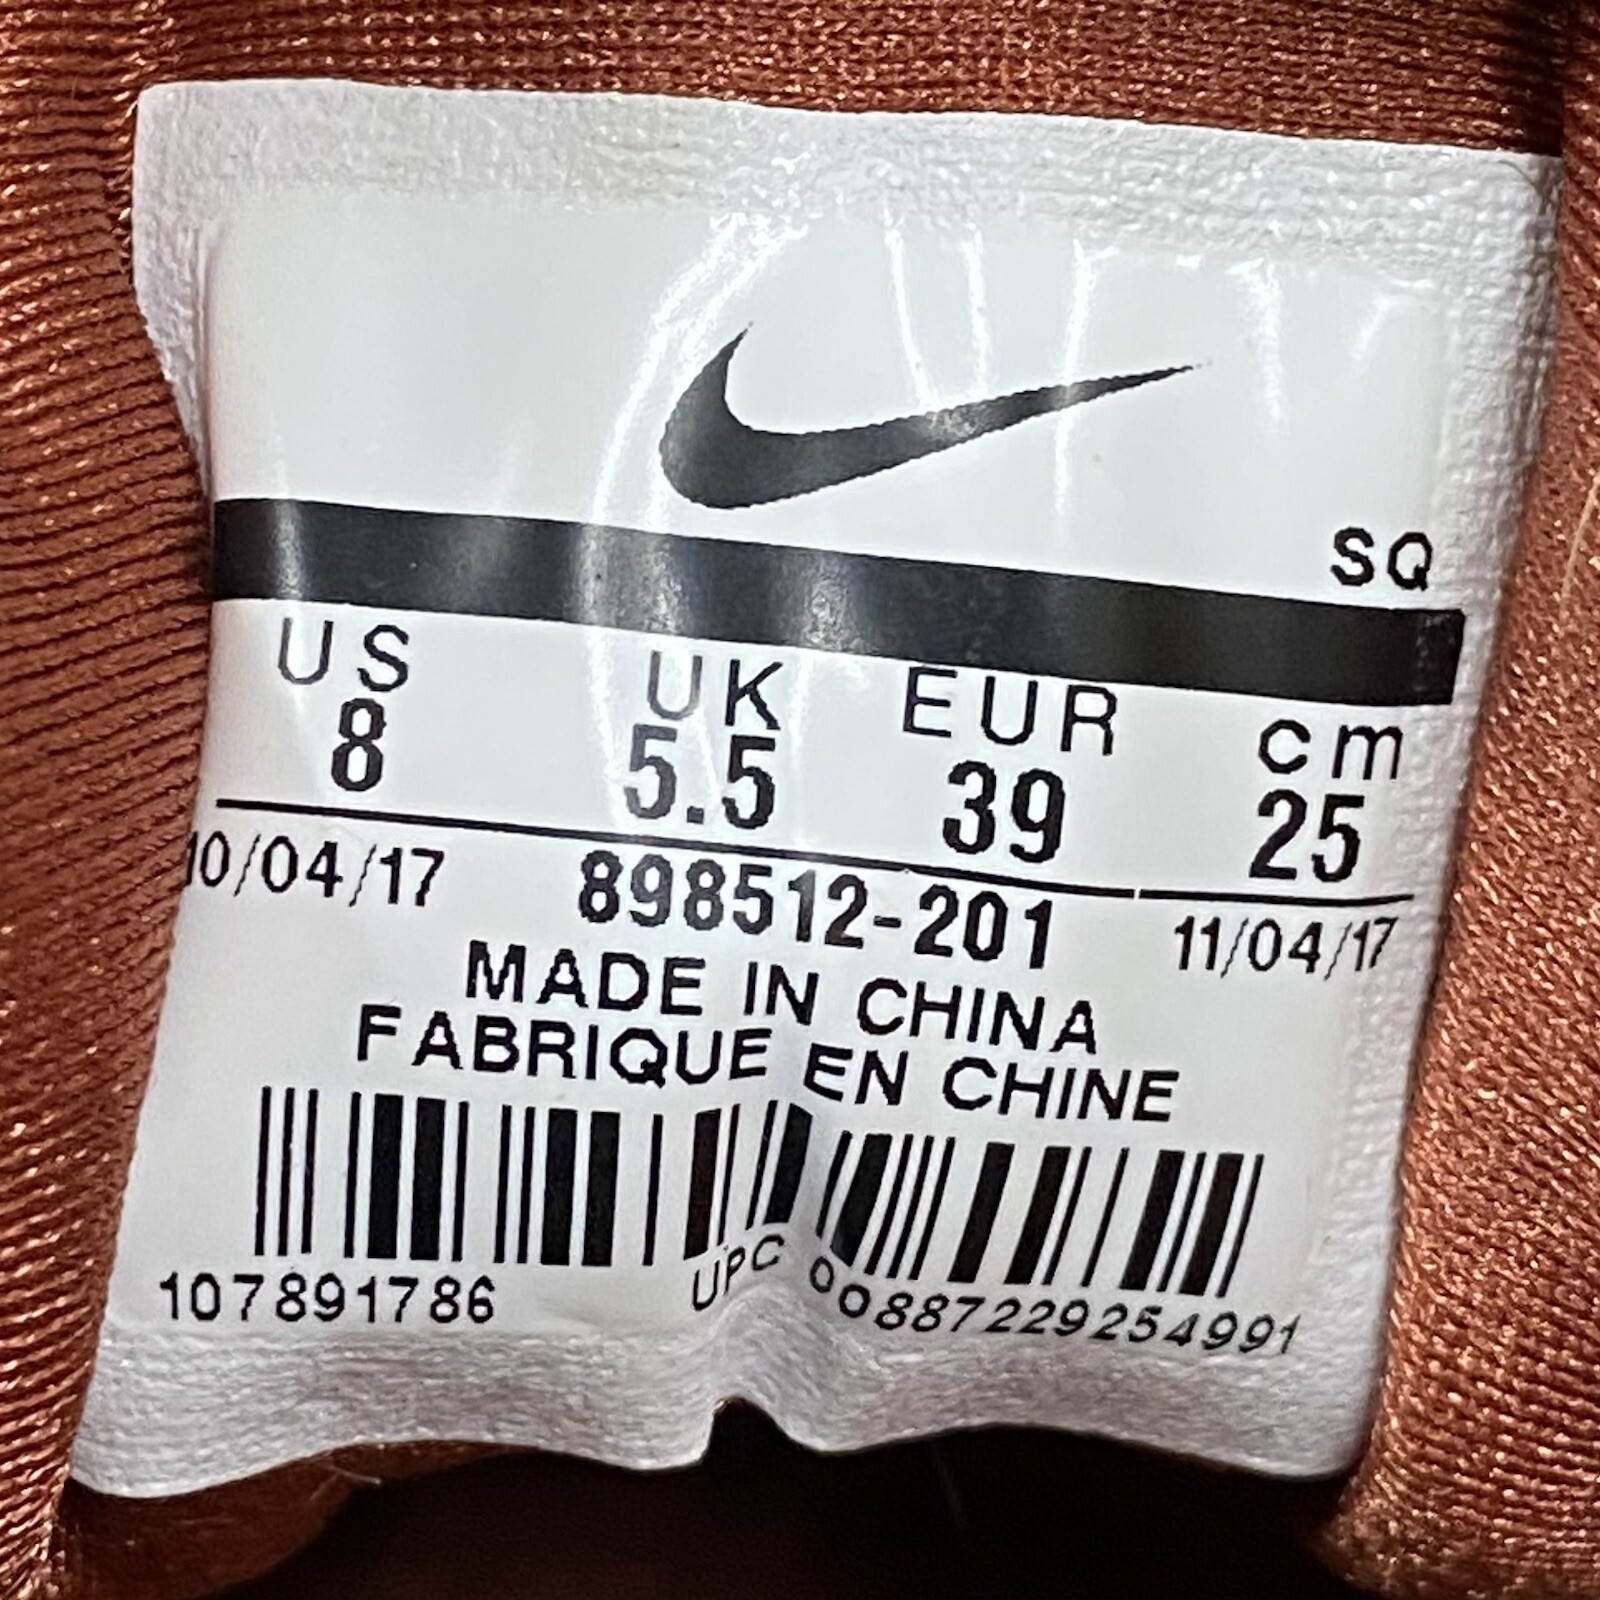 SQ
US UK EUR cm
8 5.5 39 25
10/04/17 898512-201 11/04/17
MADE IN CHINA
FABRIQUE EN CHINE
107891786 UPC 00887229254991